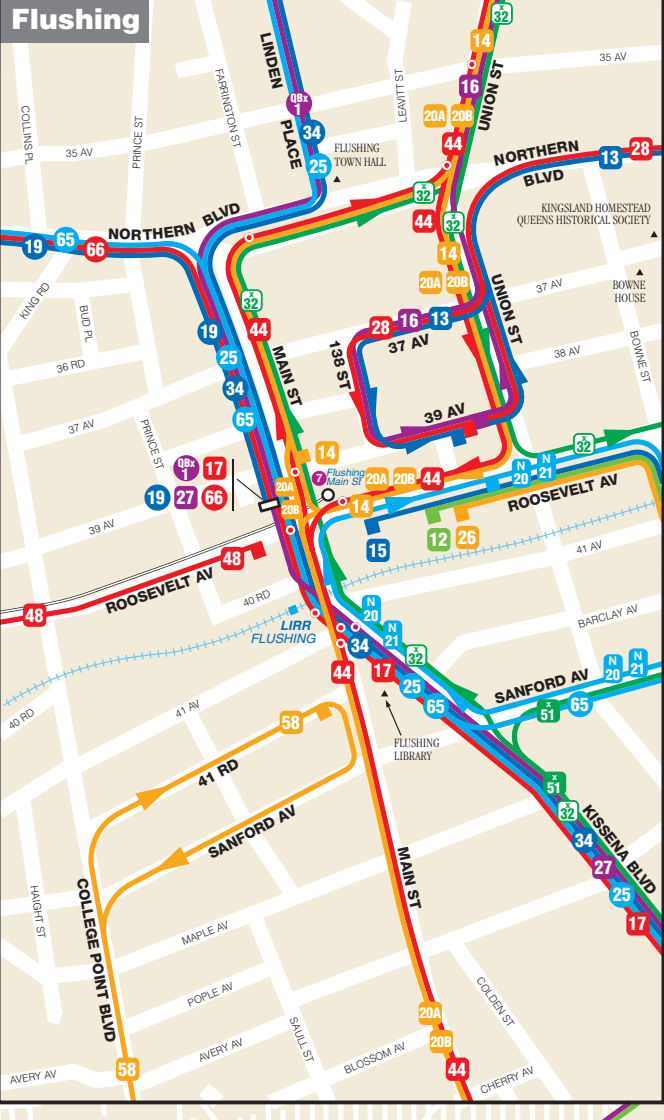 Flushing
x
32
14
16
UNION ST
20A
20B
44
35 AV
LINDEN
PLACE
QBx
1
34
25
FARRINGTON ST
LEAVITT ST
COLLINS PL
PRINCE ST
35 AV
FLUSHING
TOWN HALL
NORTHERN
BLVD
13
28
KINGSLAND HOMESTEAD
QUEENS HISTORICAL SOCIETY
BOWNE
HOUSE
x
32
44
x
32
14
20A
20B
NORTHERN BLVD
19
65
66
KING RD
BUD PL
x
32
44
UNION ST
37 AV
28
16
13
37 AV
138 ST
38 AV
BOWNE ST
19
25
34
65
MAIN ST
36 RD
37 AV
PRINCE ST
39 AV
x
32
QBx
1
17
19
27
66
14
7
Flushing
Main St
20A
20B
20A
20B
44
14
N
20
N
21
ROOSEVELT AV
15
12
26
39 AV
48
48
ROOSEVELT AV
40 RD
41 AV
LIRR
FLUSHING
N
20
N
21
34
x
32
BARCLAY AV
44
17
25
65
SANFORD AV
N
20
N
21
x
51
65
40 RD
41 AV
58
FLUSHING
LIBRARY
41 RD
SANFORD AV
x
51
x
32
34
27
25
17
KISSENA BLVD
MAIN ST
COLLEGE POINT BLVD
HAIGHT ST
MAPLE AV
POPLE AV
AVERY AV
AVERY AV
SAULL ST
BLOSSOM AV
COLDEN ST
CHERRY AV
58
20A
20B
44